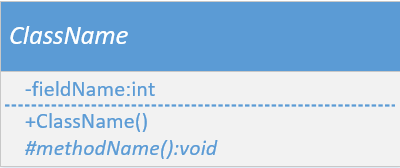 ClassName
-fieldName:int
+ClassName()
#methodName():void